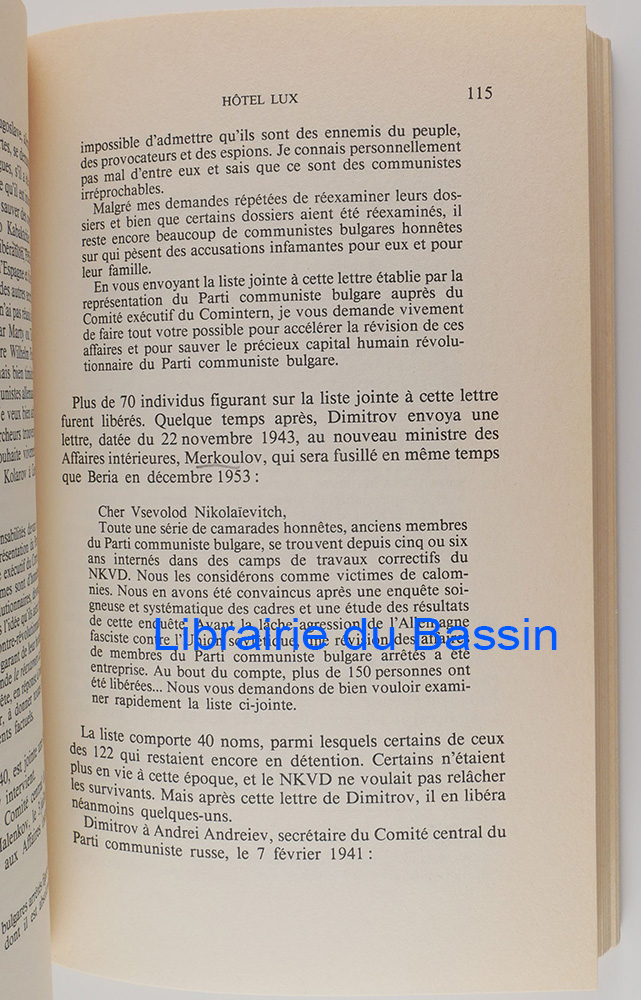 HÔTEL LUX 115
impossible d'admettre qu'ils sont des ennemis du peuple,
des provocateurs et des espions. Je connais personnellement
pas mal d'entre eux et sais que ce sont des communistes
irréprochables.
Malgré mes demandes répétées de réexaminer leurs dos-
siers et bien que certains dossiers aient été réexaminés, il
reste encore beaucoup de communistes bulgares honnêtes
sur qui pèsent des accusations infamantes pour eux et pour
leur famille.
En vous envoyant la liste jointe à cette lettre établie par la
représentation du Parti communiste bulgare auprès du
Comité exécutif du Comintern, je vous demande vivement
de faire tout votre possible pour accélérer la révision de ces
affaires et pour sauver le précieux capital humain révolu-
tionnaire du Parti communiste bulgare.
Plus de 70 individus figurant sur la liste jointe à cette lettre
furent libérés. Quelque temps après, Dimitrov envoya une
lettre, datée du 22 novembre 1943, au nouveau ministre des
Affaires intérieures, Merkoulov, qui sera fusillé en même temps
que Beria en décembre 1953 :
Cher Vsevolod Nikolaïevitch,
Toute une série de camarades honnêtes, anciens membres
du Parti communiste bulgare, se trouvent depuis cinq ou six
ans internés dans des camps de travaux correctifs du
NKVD. Nous les considérons comme victimes de calom-
nies. Nous en avons été convaincus après une enquête soi-
gneuse et systématique des cadres et une étude des résultats
de cette enquête. Avant la lâche agression de l'Allemagne
fasciste contre l'Union soviétique, une révision des affaires
de membres du Parti communiste bulgare arrêtés a été
entreprise. Au bout du compte, plus de 150 personnes ont
été libérées... Nous vous demandons de bien vouloir exami-
ner rapidement la liste ci-jointe.
La liste comporte 40 noms, parmi lesquels certains de ceux
des 122 qui restaient encore en détention. Certains n'étaient
plus en vie à cette époque, et le NKVD ne voulait pas relâcher
les survivants. Mais après cette lettre de Dimitrov, il en libéra
néanmoins quelques-uns.
Dimitrov à Andrei Andreiev, secrétaire du Comité central du
Parti communiste russe, le 7 février 1941 :
Librairie du Bassin